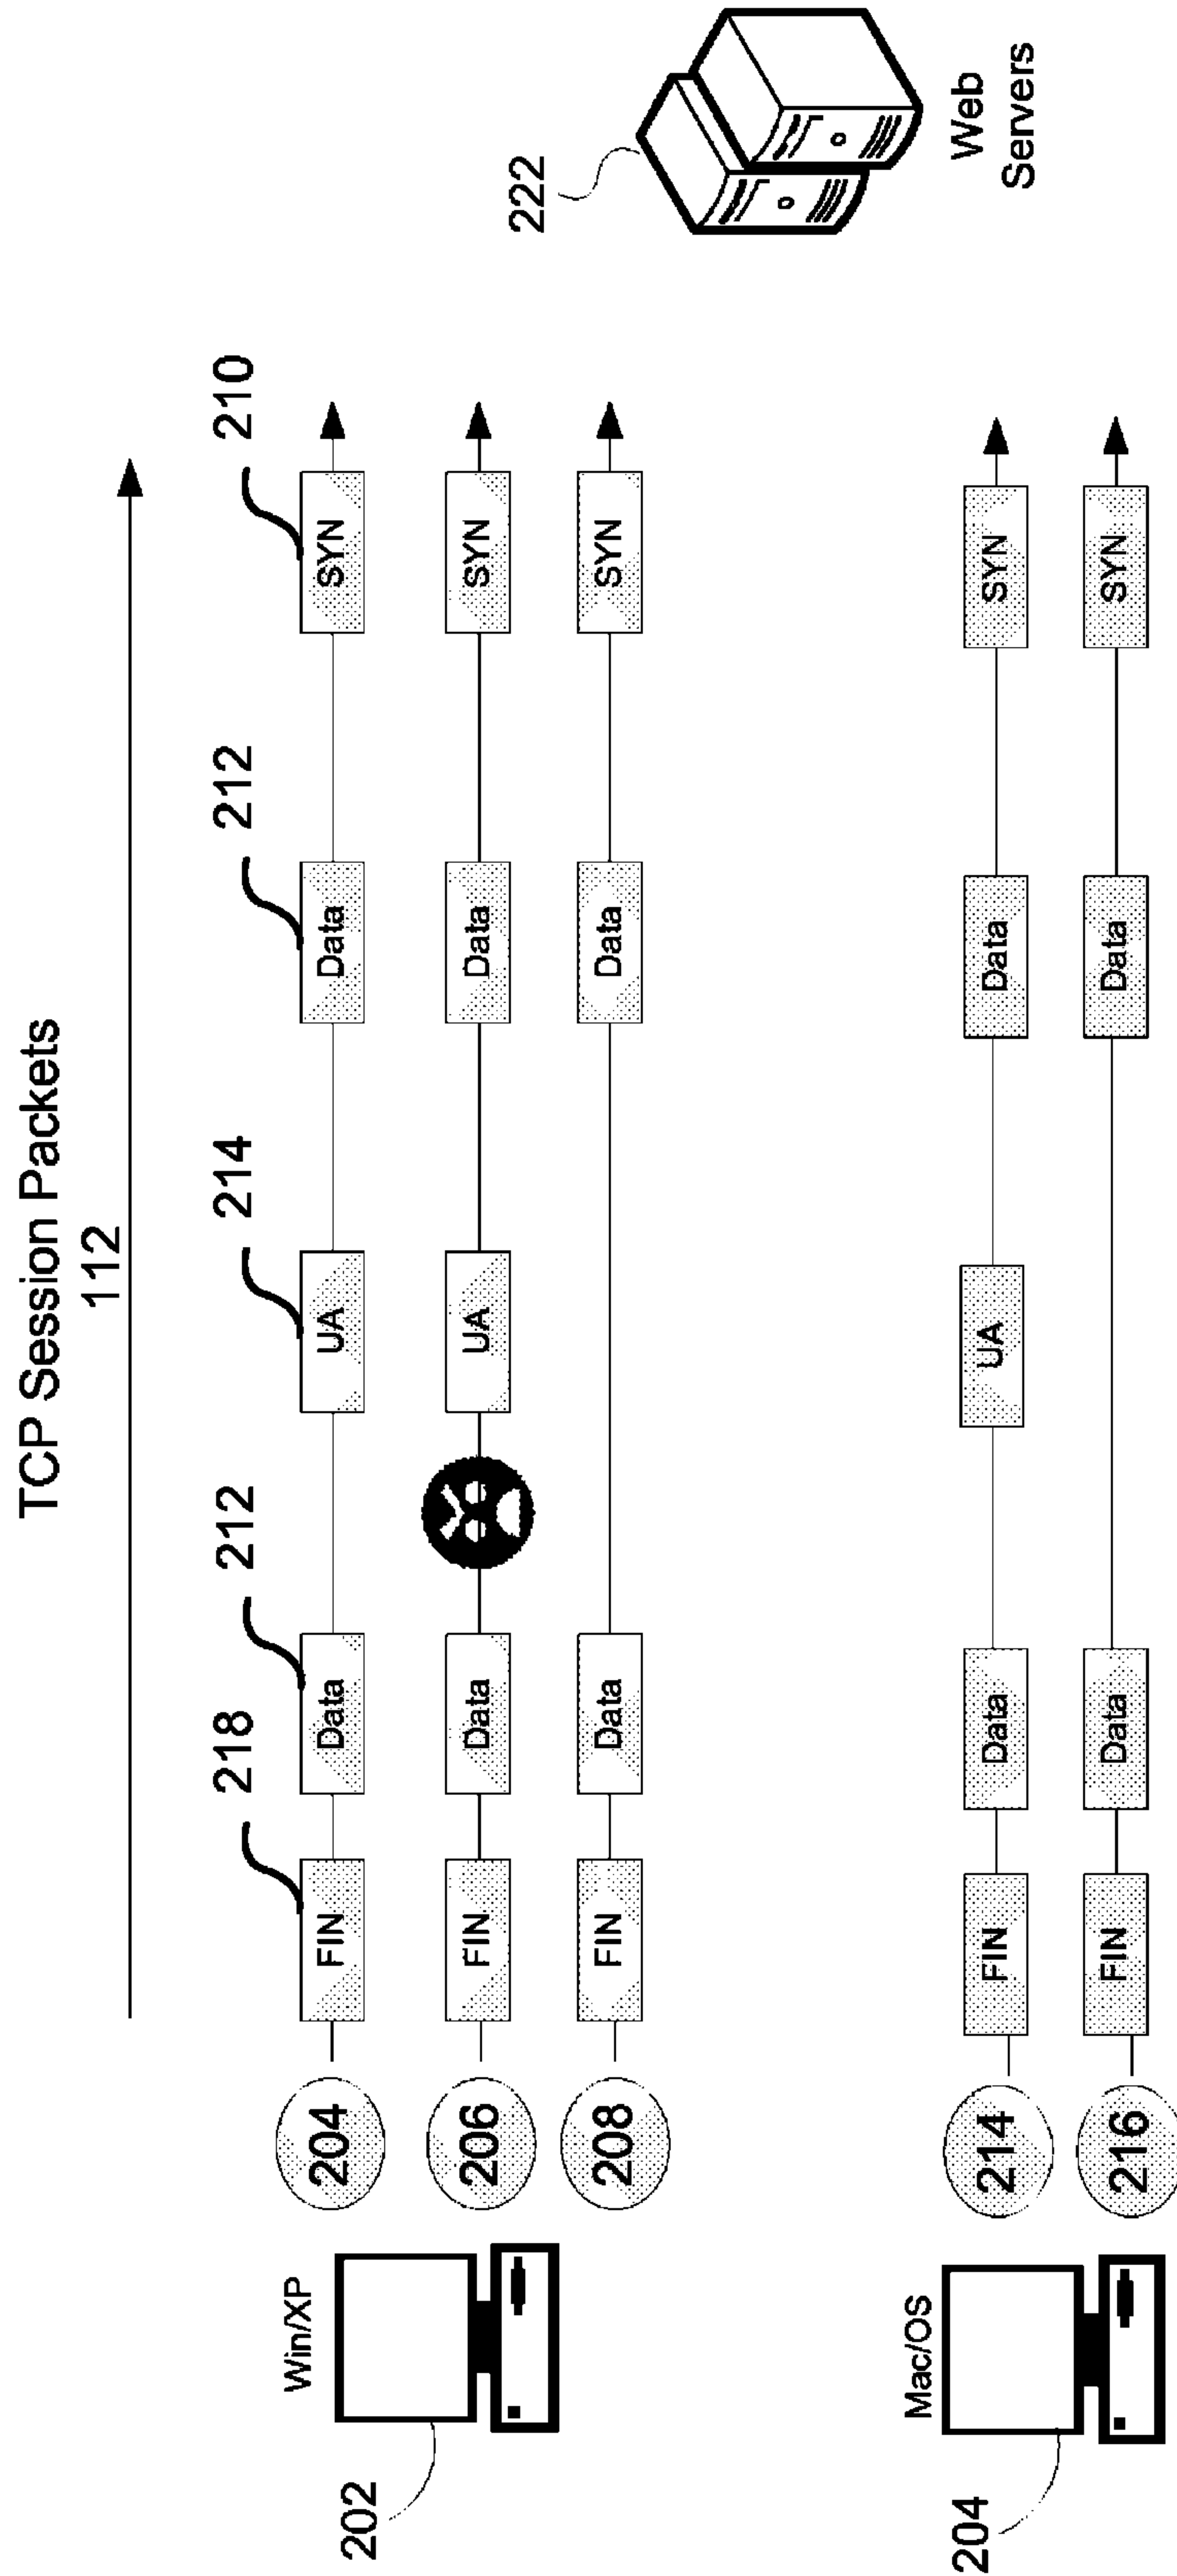 TCP Session Packets
112
218
212
214
212
210
Win/XP
202
204
FIN
Data
UA
Data
SYN
206
FIN
Data
UA
Data
SYN
208
FIN
Data
Data
SYN
222
Web
Servers
Mac/OS
204
214
FIN
Data
UA
Data
SYN
216
FIN
Data
Data
SYN